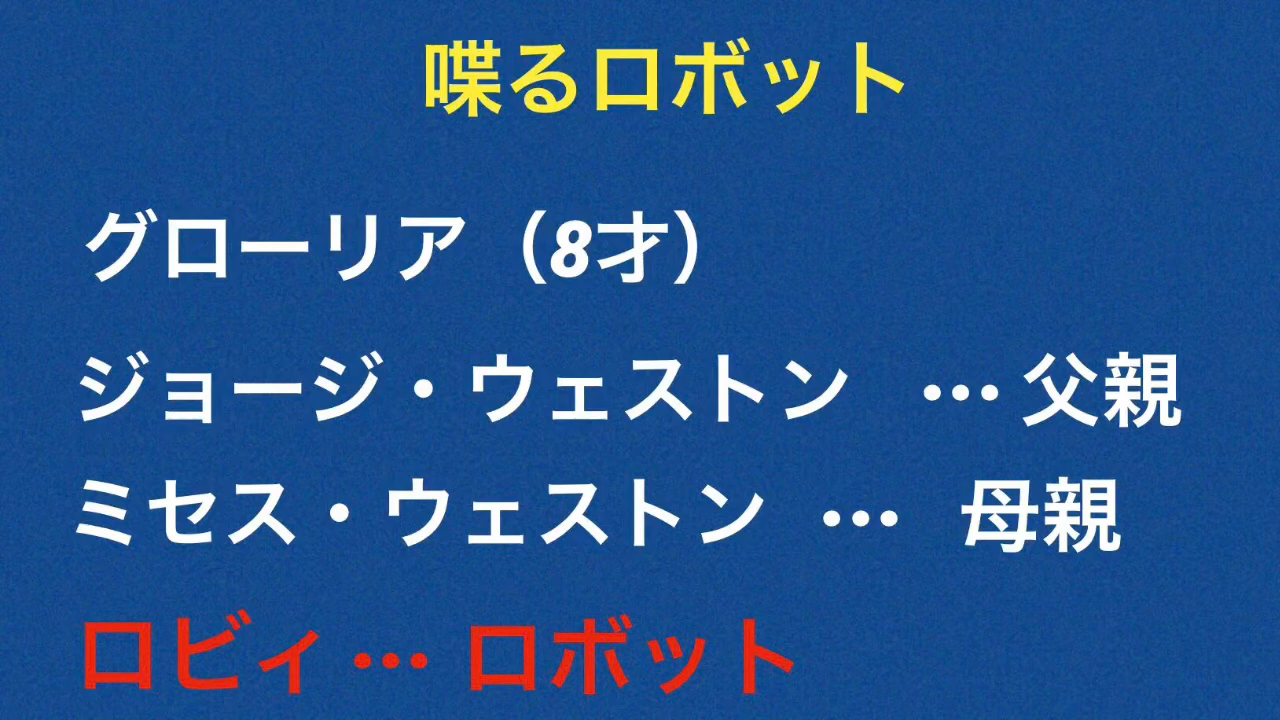 喋るロボット
グローリア（8才）
ジョージ・ウェストン …父親
ミセス・ウェストン … 母親
ロビィ… ロボット